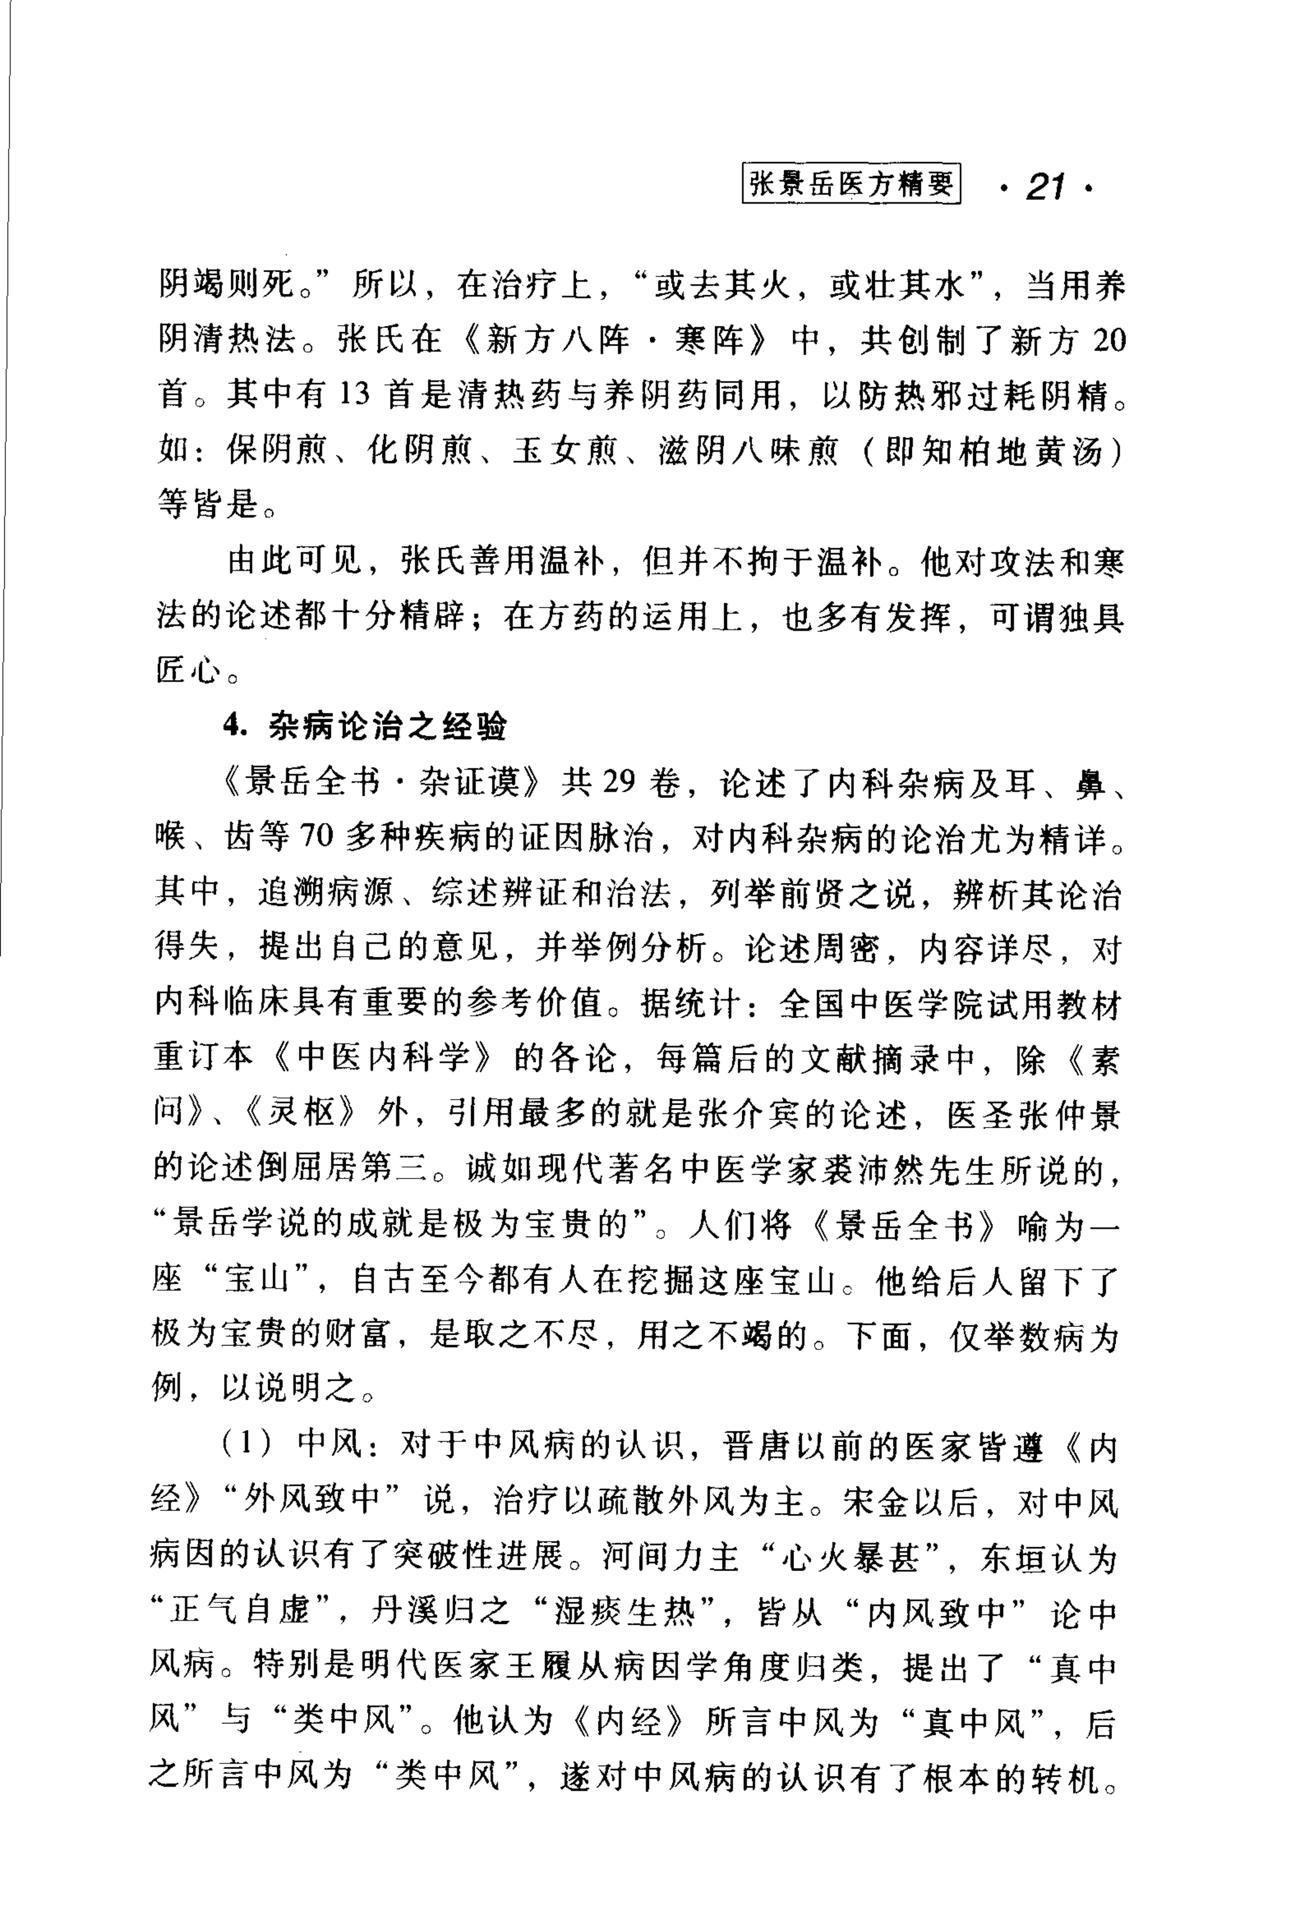 张景岳医方精要 · 21 ·
阴竭则死。”所以，在治疗上，“或去其火，或壮其水”，当用养
阴清热法。张氏在《新方八阵·寒阵》中，共创制了新方 20
首。其中有 13 首是清热药与养阴药同用，以防热邪过耗阴精。
如：保阴煎、化阴煎、玉女煎、滋阴八味煎（即知柏地黄汤）
等皆是。
由此可见，张氏善用温补，但并不拘于温补。他对攻法和寒
法的论述都十分精辟；在方药的运用上，也多有发挥，可谓独具
匠心。
4. 杂病论治之经验
《景岳全书·杂证谟》共 29 卷，论述了内科杂病及耳、鼻、
喉、齿等 70 多种疾病的证因脉治，对内科杂病的论治尤为精详。
其中，追溯病源、综述辨证和治法，列举前贤之说，辨析其论治
得失，提出自己的意见，并举例分析。论述周密，内容详尽，对
内科临床具有重要的参考价值。据统计：全国中医学院试用教材
重订本《中医内科学》的各论，每篇后的文献摘录中，除《素
问》、《灵枢》外，引用最多的就是张介宾的论述，医圣张仲景
的论述倒屈居第三。诚如现代著名中医学家裘沛然先生所说的，
“景岳学说的成就是极为宝贵的”。人们将《景岳全书》喻为一
座“宝山”，自古至今都有人在挖掘这座宝山。他给后人留下了
极为宝贵的财富，是取之不尽，用之不竭的。下面，仅举数病为
例，以说明之。
（1）中风：对于中风病的认识，晋唐以前的医家皆遵《内
经》“外风致中”说，治疗以疏散外风为主。宋金以后，对中风
病因的认识有了突破性进展。河间力主“心火暴甚”，东垣认为
“正气自虚”，丹溪归之“湿痰生热”，皆从“内风致中”论中
风病。特别是明代医家王履从病因学角度归类，提出了“真中
风”与“类中风”。他认为《内经》所言中风为“真中风”，后
之所言中风为“类中风”，遂对中风病的认识有了根本的转机。